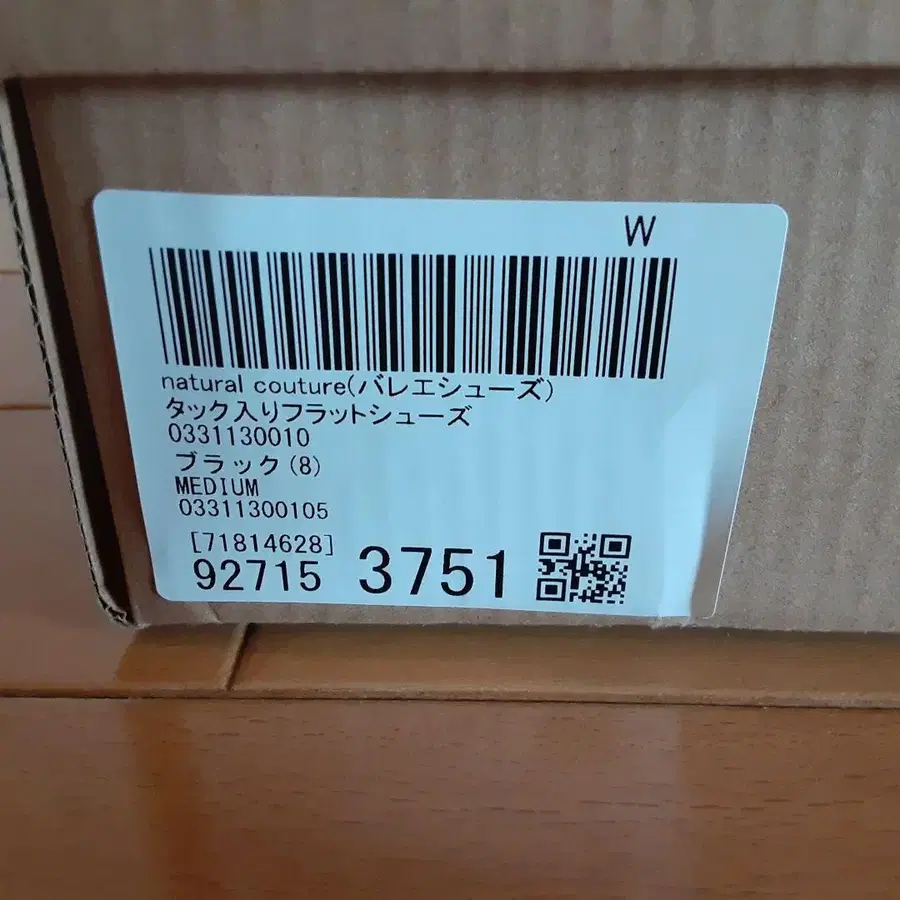 W
natural couture(バレエシューズ)
タック入りフラットシューズ
0331130010
ブラック(8)
MEDIUM
03311300105
[71814628]
92715 3751